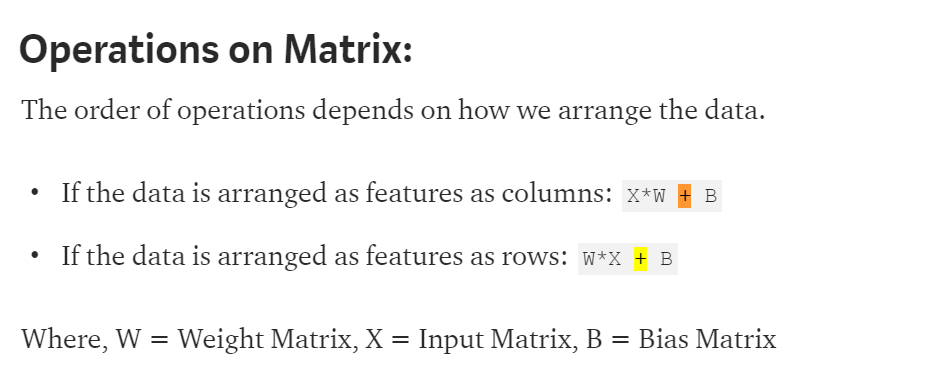 Operations on Matrix:
The order of operations depends on how we arrange the data.
• If the data is arranged as features as columns: X*W + B
• If the data is arranged as features as rows: W*X + B
Where, W = Weight Matrix, X = Input Matrix, B = Bias Matrix